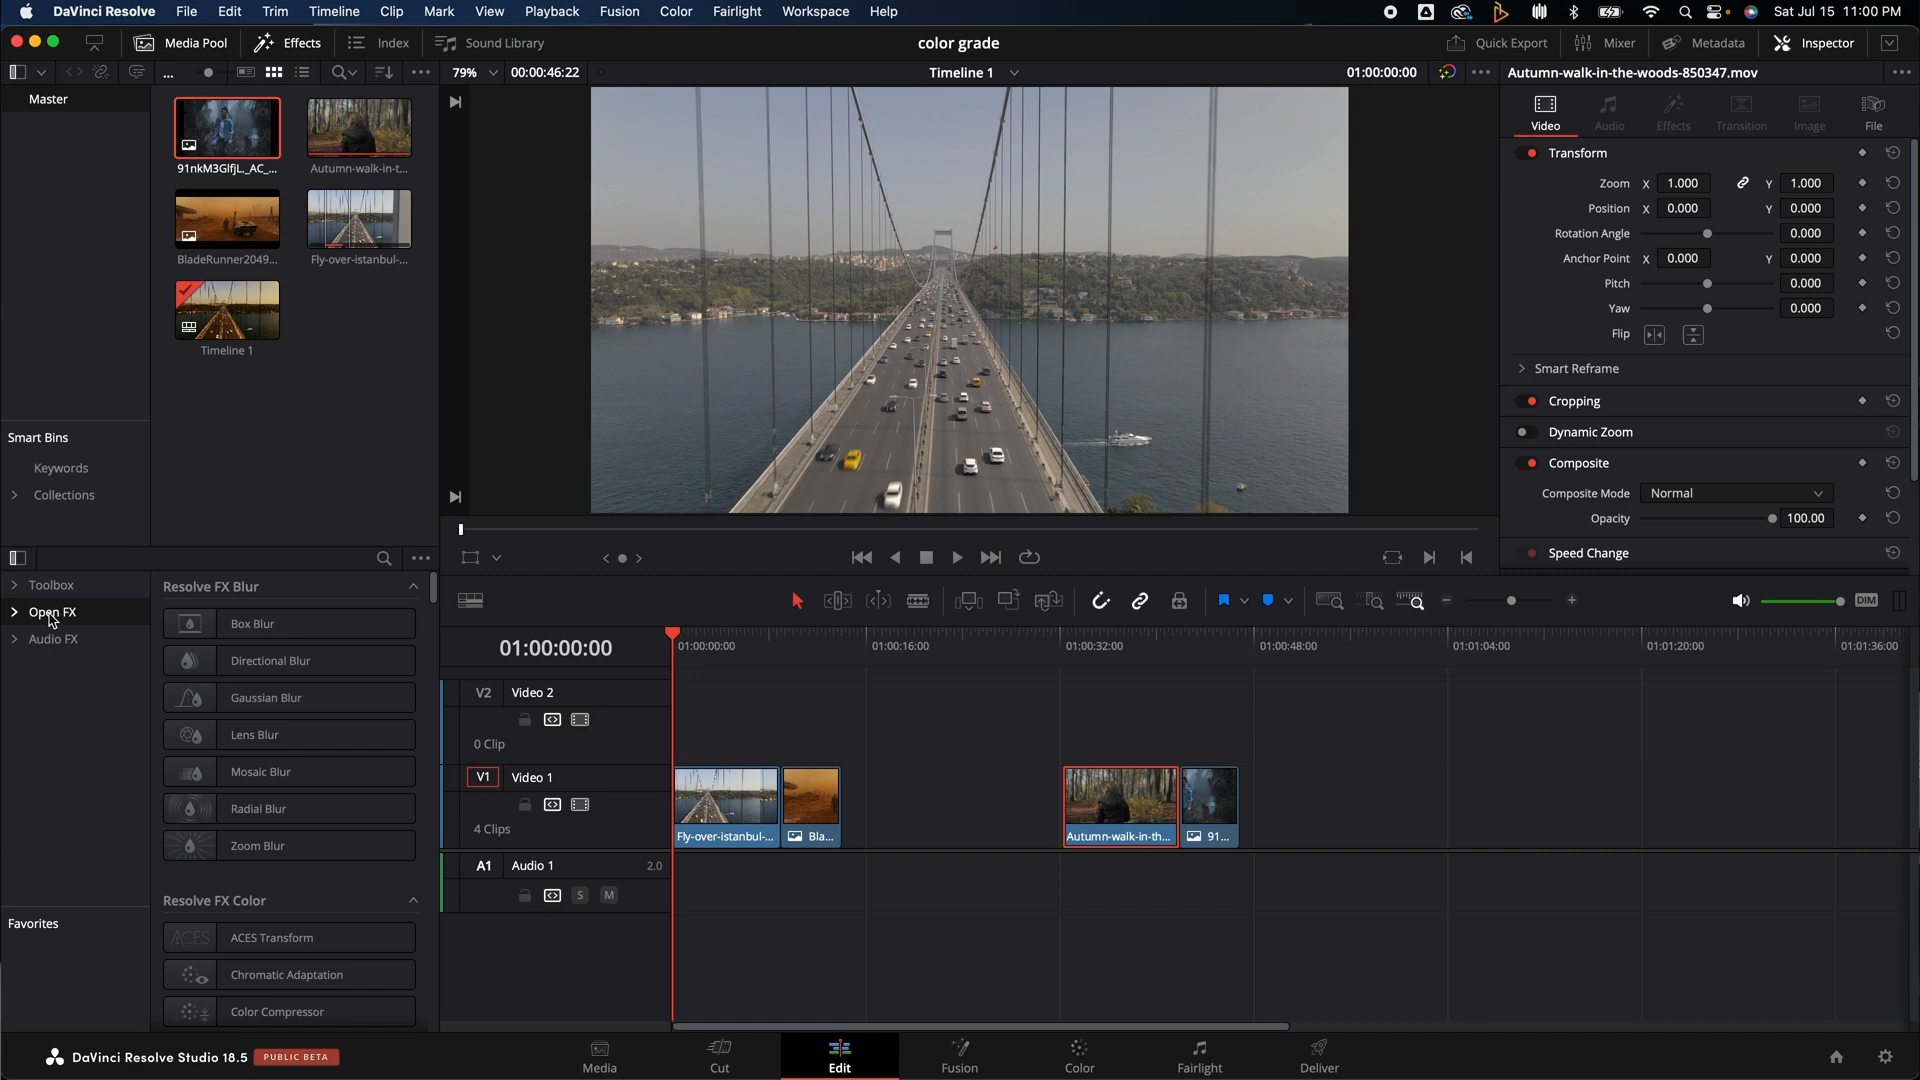 DaVinci Resolve File Edit Trim Timeline Clip Mark View Playback Fusion Color Fairlight Workspace Help Sat Jul 15 11:00 PM
Media Pool Effects Index Sound Library color grade Quick Export Mixer Metadata Inspector
... 79% 00:00:46:22 Timeline 1 01:00:00:00 Autumn-walk-in-the-woods-850347.mov
Master
91nkM3GlfjL._AC_... Autumn-walk-in-t...
BladeRunner2049... Fly-over-istanbul-...
Timeline 1
Smart Bins
Keywords
Collections
Video Audio Effects Transition Image File
Transform
Zoom X 1.000 Y 1.000
Position X 0.000 Y 0.000
Rotation Angle 0.000
Anchor Point X 0.000 Y 0.000
Pitch 0.000
Yaw 0.000
Flip
Smart Reframe
Cropping
Dynamic Zoom
Composite
Composite Mode Normal
Opacity 100.00
Speed Change
Toolbox
Open FX
Audio FX
Favorites
Resolve FX Blur
Box Blur
Directional Blur
Gaussian Blur
Lens Blur
Mosaic Blur
Radial Blur
Zoom Blur
Resolve FX Color
ACES ACES Transform
Chromatic Adaptation
Color Compressor
DIM
01:00:00:00 01:00:00:00 01:00:16:00 01:00:32:00 01:00:48:00 01:01:04:00 01:01:20:00 01:01:36:00
V2 Video 2
0 Clip
V1 Video 1
4 Clips
Fly-over-istanbul-... Bla... Autumn-walk-in-th... 91...
A1 Audio 1 2.0
S M
DaVinci Resolve Studio 18.5 PUBLIC BETA
Media Cut Edit Fusion Color Fairlight Deliver